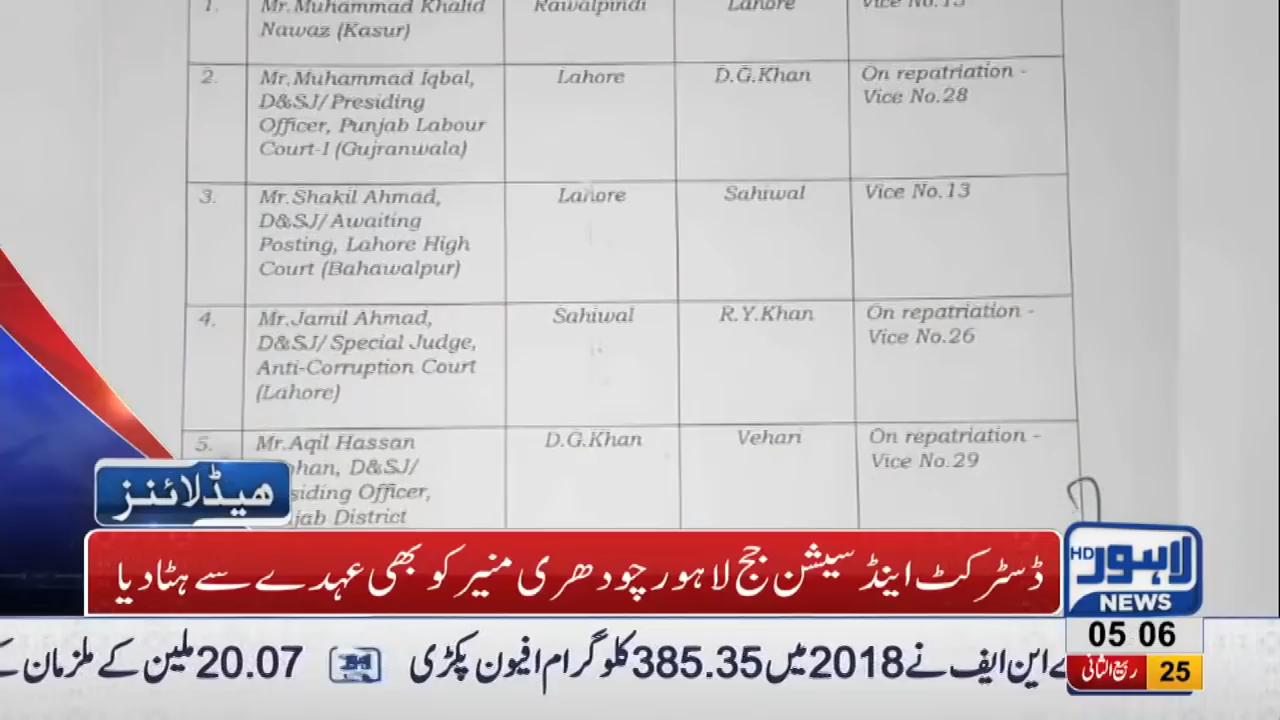 1. Mr.Muhammad Khalid Rawalpindi Lahore Vice No.13
Nawaz (Kasur)
2. Mr.Muhammad Iqbal, Lahore D.G.Khan On repatriation -
D&SJ/Presiding Vice No.28
Officer, Punjab Labour
Court-I (Gujranwala)
3. Mr.Shakil Ahmad, Lahore Sahiwal Vice No.13
D&SJ/Awaiting
Posting, Lahore High
Court (Bahawalpur)
4. Mr.Jamil Ahmad, Sahiwal R.Y.Khan On repatriation -
D&SJ/Special Judge, Vice No.26
Anti-Corruption Court
(Lahore)
5. Mr.Aqil Hassan D.G.Khan Vehari On repatriation -
D&SJ/ Vice No.29
Officer,
District
ھیڈلائنز
ڈسٹرکٹ اینڈ سیشن جج لاہور چودھری منیر کو بھی عہدے سے ہٹا دیا
لاہور HD
NEWS
05 06
ے این ایف نے 2018 میں 385.35 کلوگرام افیون پکڑی 20.07 ملین کے ملزمان کے
25 ربیع الثانی